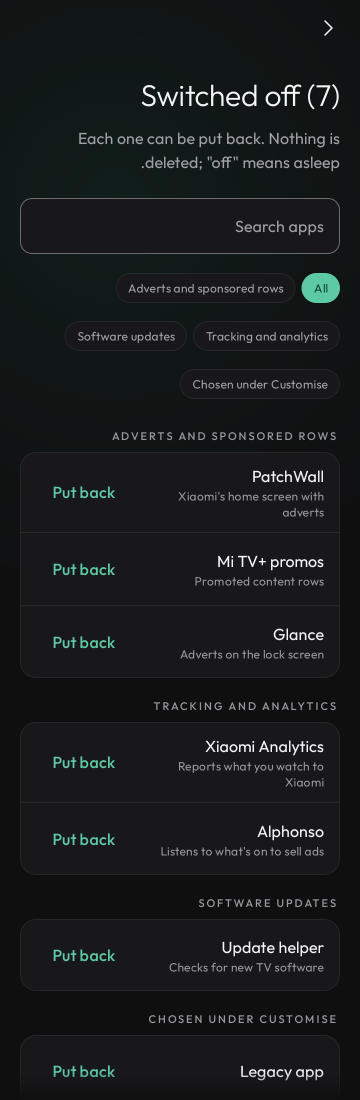 Switched off (7)
Each one can be put back. Nothing is
.deleted; "off" means asleep
Search apps
All
Adverts and sponsored rows
Tracking and analytics
Software updates
Chosen under Customise
ADVERTS AND SPONSORED ROWS
PatchWall
Xiaomi's home screen with
adverts
Put back
Mi TV+ promos
Promoted content rows
Put back
Glance
Adverts on the lock screen
Put back
TRACKING AND ANALYTICS
Xiaomi Analytics
Reports what you watch to
Xiaomi
Put back
Alphonso
Listens to what's on to sell ads
Put back
SOFTWARE UPDATES
Update helper
Checks for new TV software
Put back
CHOSEN UNDER CUSTOMISE
Legacy app
Put back